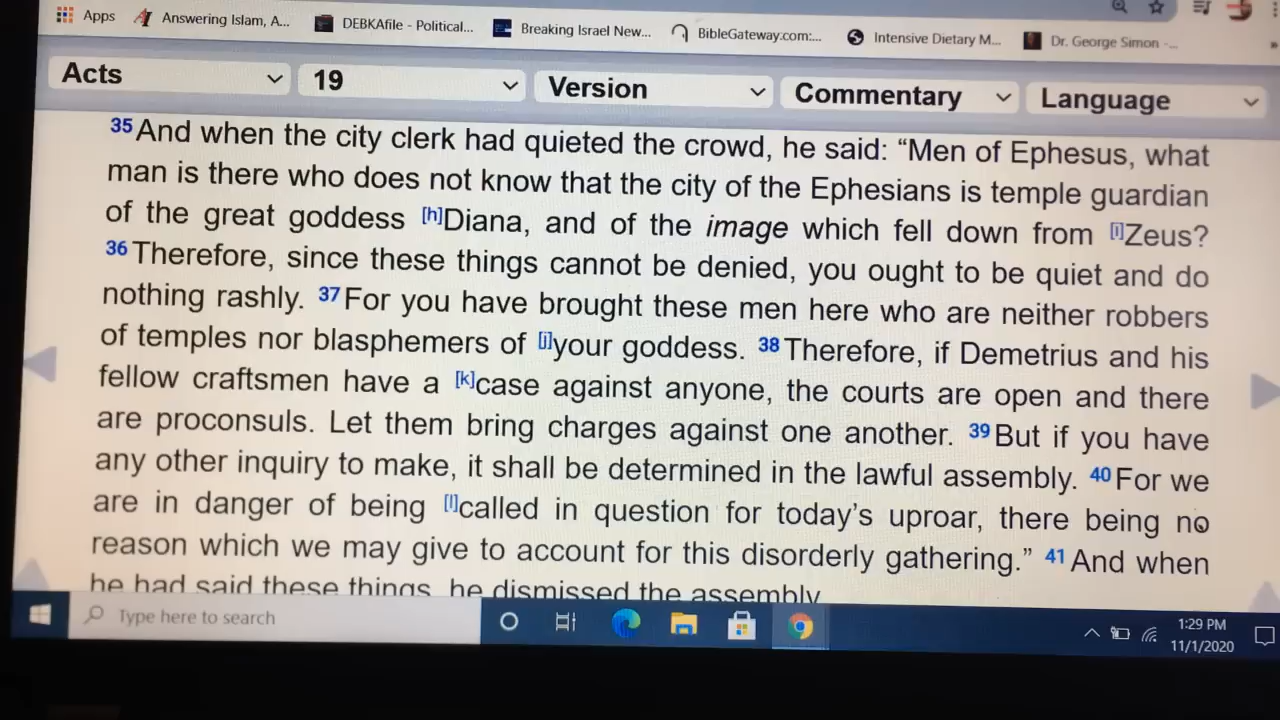 Apps Answering Islam, A... DEBKAfile - Political... Breaking Israel New... BibleGateway.com:... Intensive Dietary M... Dr. George Simon -...
Acts 19 Version Commentary Language
35 And when the city clerk had quieted the crowd, he said: “Men of Ephesus, what
man is there who does not know that the city of the Ephesians is temple guardian
of the great goddess [h]Diana, and of the image which fell down from [i]Zeus?
36 Therefore, since these things cannot be denied, you ought to be quiet and do
nothing rashly. 37 For you have brought these men here who are neither robbers
of temples nor blasphemers of [j]your goddess. 38 Therefore, if Demetrius and his
fellow craftsmen have a [k]case against anyone, the courts are open and there
are proconsuls. Let them bring charges against one another. 39 But if you have
any other inquiry to make, it shall be determined in the lawful assembly. 40 For we
are in danger of being [l]called in question for today’s uproar, there being no
reason which we may give to account for this disorderly gathering.” 41 And when
he had said these things, he dismissed the assembly
Type here to search
1:29 PM
11/1/2020